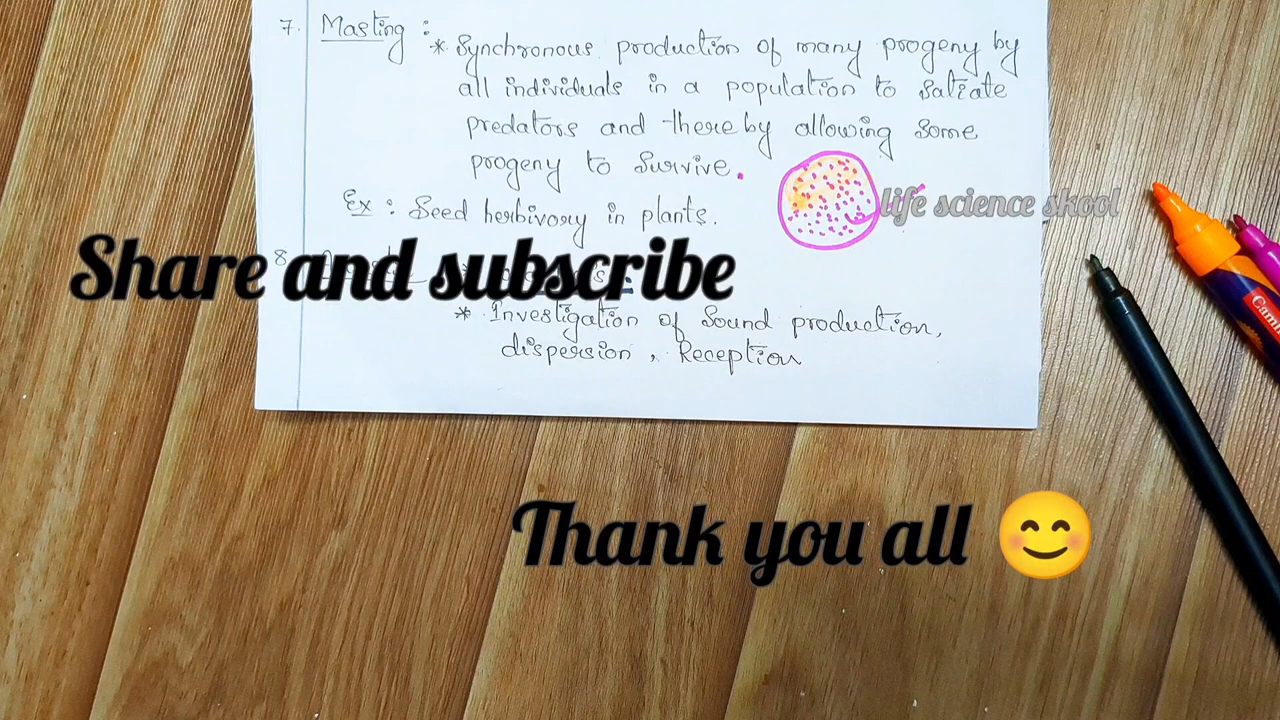 7. Masting :
* Synchronous production of many progeny by
all individuals in a population to Satiate
predators and thereby allowing Some
progeny to Survive.
life science skool
Ex : Seed herbivory in plants.
8
Share and subscribe
* Investigation of Sound production,
dispersion, Reception
Thank you all 😊
Camli